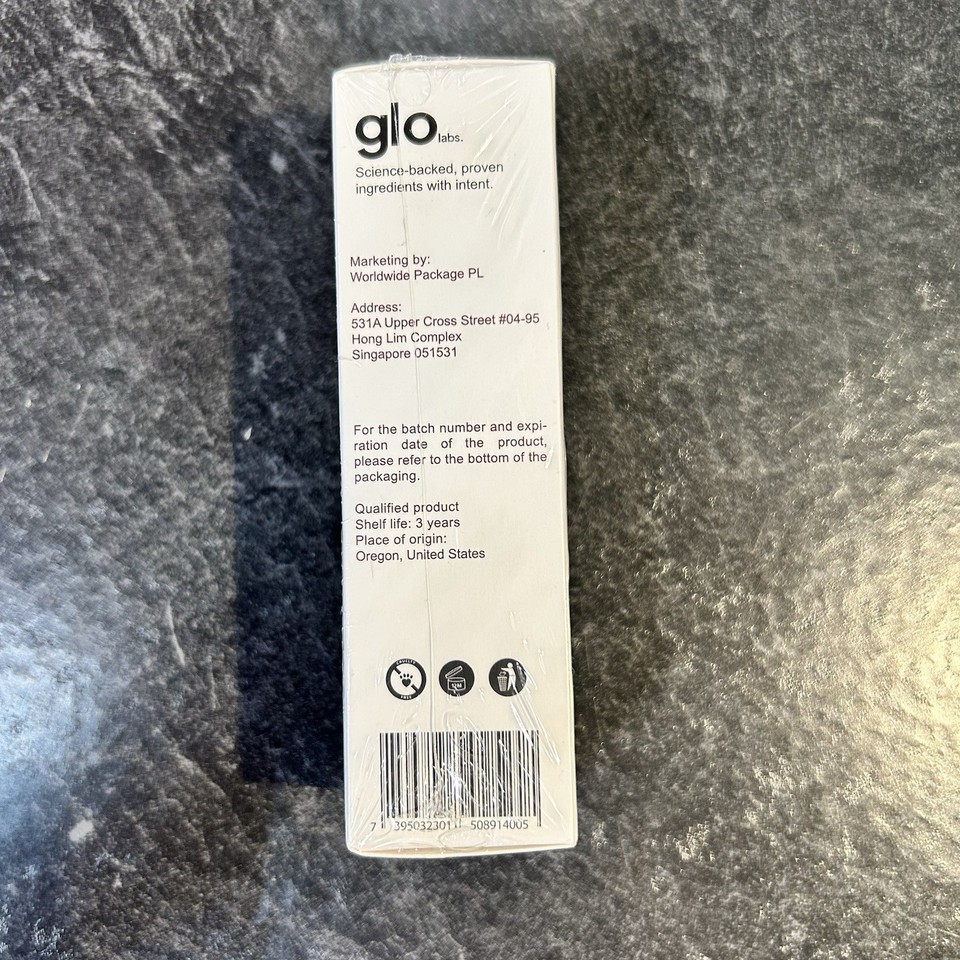 glo labs.
Science-backed, proven
ingredients with intent.
Marketing by:
Worldwide Package PL
Address:
531A Upper Cross Street #04-95
Hong Lim Complex
Singapore 051531
For the batch number and expi-
ration date of the product,
please refer to the bottom of the
packaging.
Qualified product
Shelf life: 3 years
Place of origin:
Oregon, United States
CRUELTY
FREE
12M
7 395032301 508914005